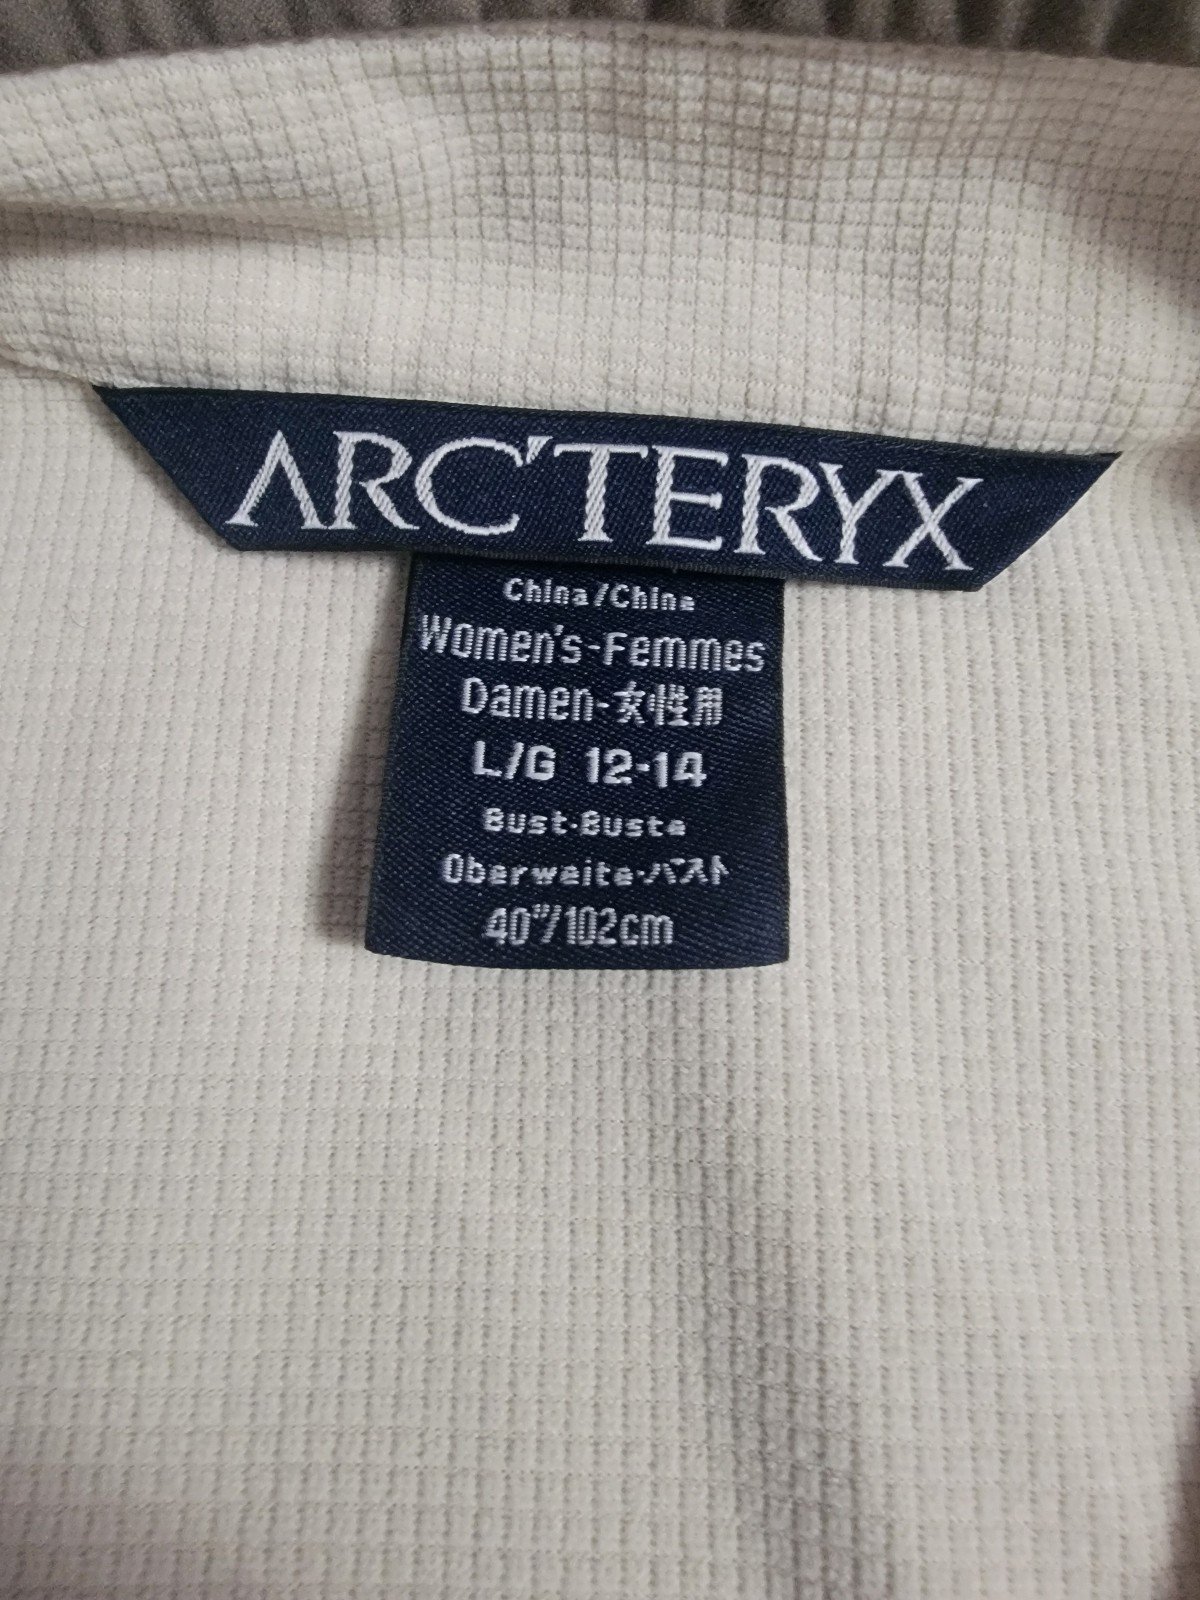 ARC'TERYX
China/China
Women's-Femmes
Damen-女性用
L/G 12-14
Bust-Buste
Oberweite-バスト
40"/102cm